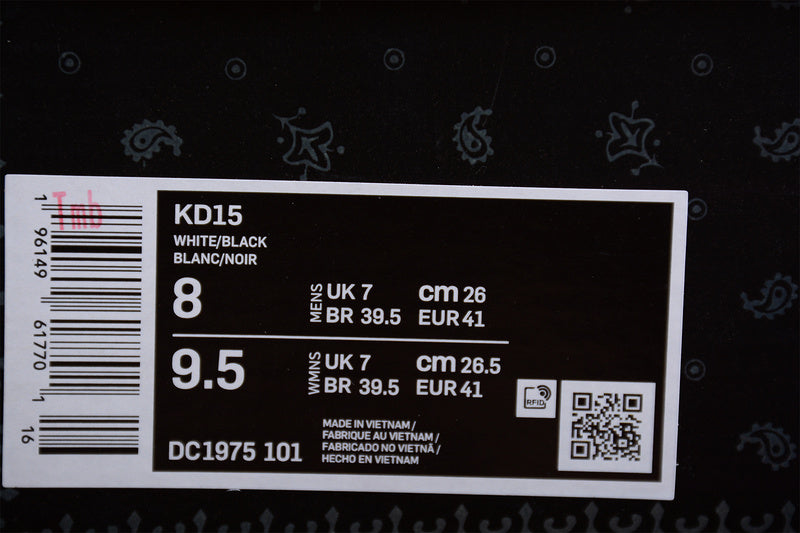 Tmb
1 96149 61770 1
16
KD15
WHITE/BLACK
BLANC/NOIR
8
MENS
UK 7 cm 26
BR 39.5 EUR 41
9.5
WMNS
UK 7 cm 26.5
BR 39.5 EUR 41
RFID
DC1975 101
MADE IN VIETNAM /
FABRIQUE AU VIETNAM /
FABRICADO NO VIETNÃ /
HECHO EN VIETNAM